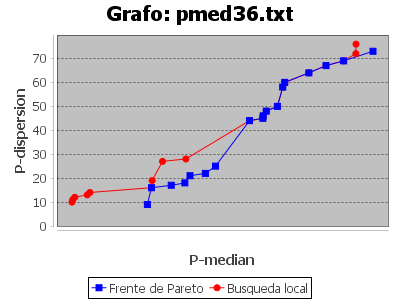 Grafo: pmed36.txt
P-dispersion
70
60
50
40
30
20
10
0
P-median
Frente de Pareto
Busqueda local